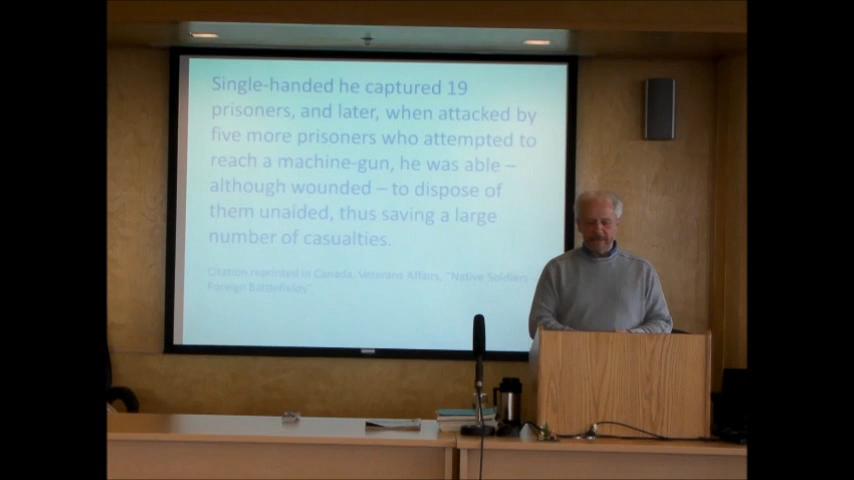 Single-handed he captured 19
prisoners, and later, when attacked by
five more prisoners who attempted to
reach a machine-gun, he was able –
although wounded – to dispose of
them unaided, thus saving a large
number of casualties.
Citation reprinted in Canada, Veterans Affairs, "Native Soldiers
Foreign Battlefields"